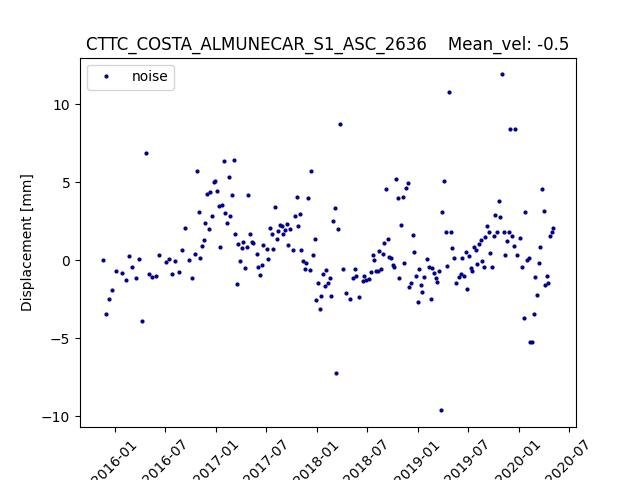 CTTC_COSTA_ALMUNECAR_S1_ASC_2636    Mean_vel: -0.5
noise
Displacement [mm]
10
5
0
−5
−10
2016-01 2016-07 2017-01 2017-07 2018-01 2018-07 2019-01 2019-07 2020-01 2020-07